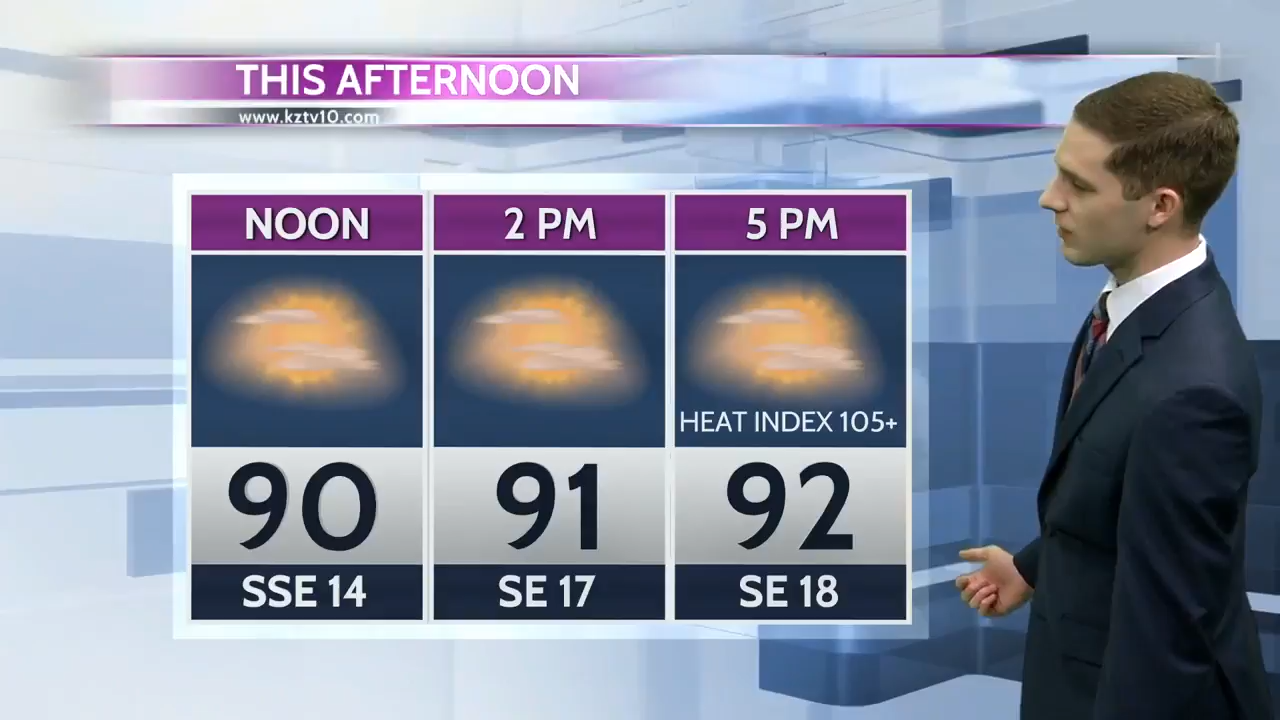 THIS AFTERNOON
www.kztv10.com
NOON
2 PM
5 PM
HEAT INDEX 105+
90
91
92
SSE 14
SE 17
SE 18